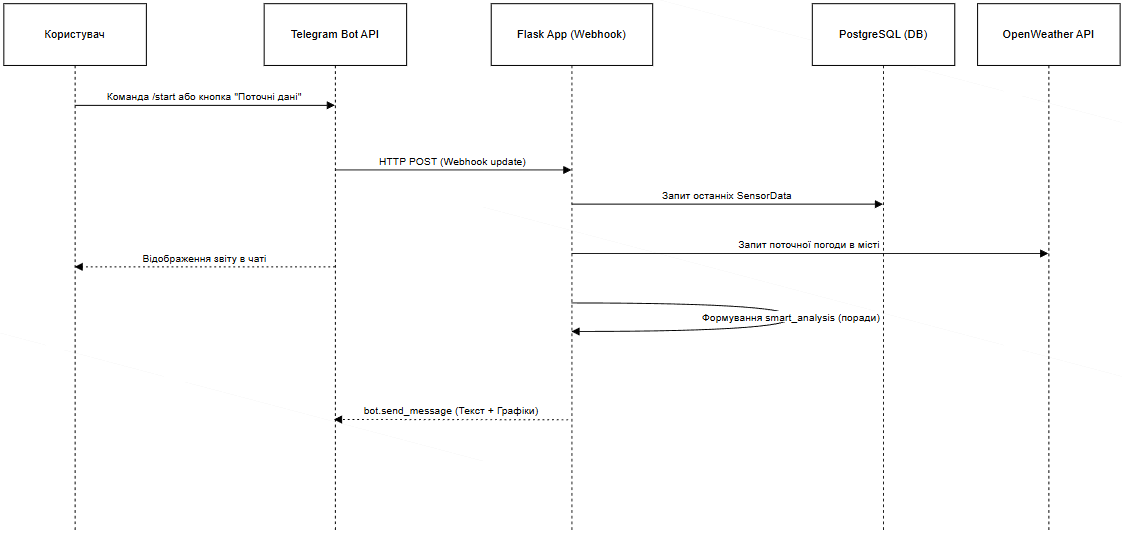 Користувач
Telegram Bot API
Flask App (Webhook)
PostgreSQL (DB)
OpenWeather API
Команда /start або кнопка "Поточні дані"
HTTP POST (Webhook update)
Запит останніх SensorData
Запит поточної погоди в місті
Відображення звіту в чаті
Формування smart_analysis (поради)
bot.send_message (Текст + Графіки)